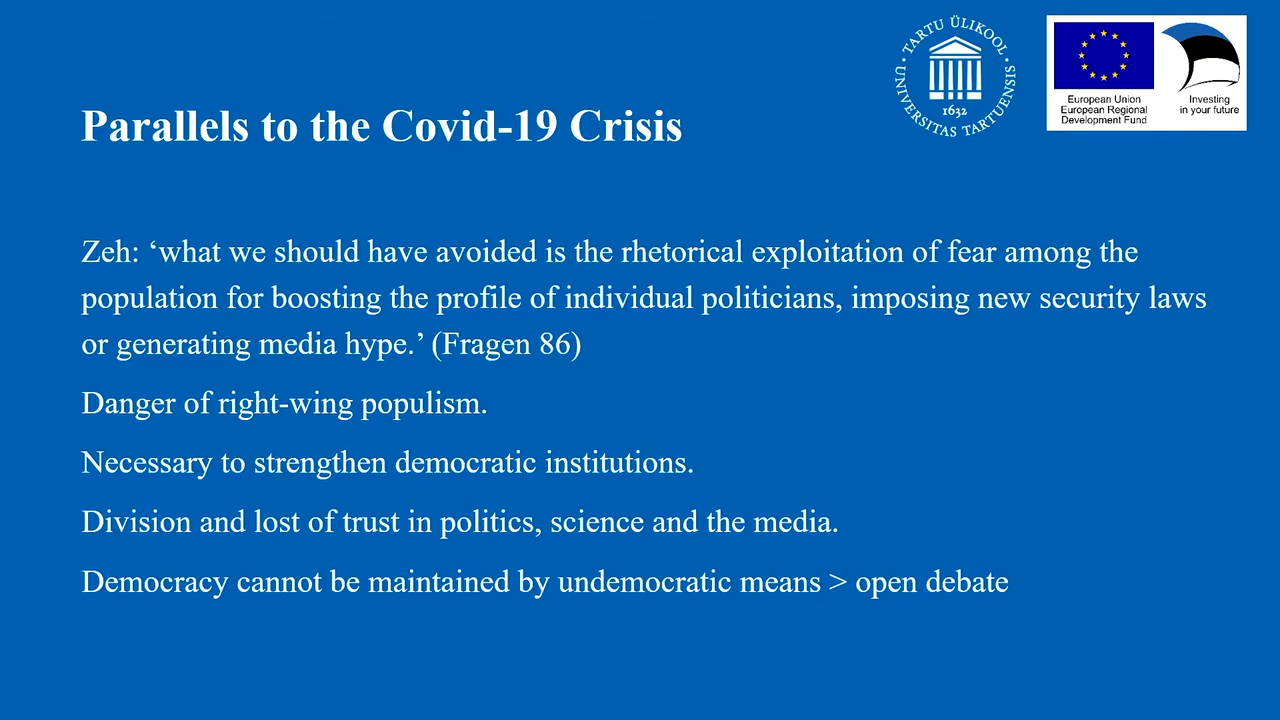 TARTU ÜLIKOOL
UNIVERSITAS TARTUENSIS
1632
European Union
European Regional
Development Fund
Investing
in your future
Parallels to the Covid-19 Crisis
Zeh: ‘what we should have avoided is the rhetorical exploitation of fear among the
population for boosting the profile of individual politicians, imposing new security laws
or generating media hype.’ (Fragen 86)
Danger of right-wing populism.
Necessary to strengthen democratic institutions.
Division and lost of trust in politics, science and the media.
Democracy cannot be maintained by undemocratic means > open debate